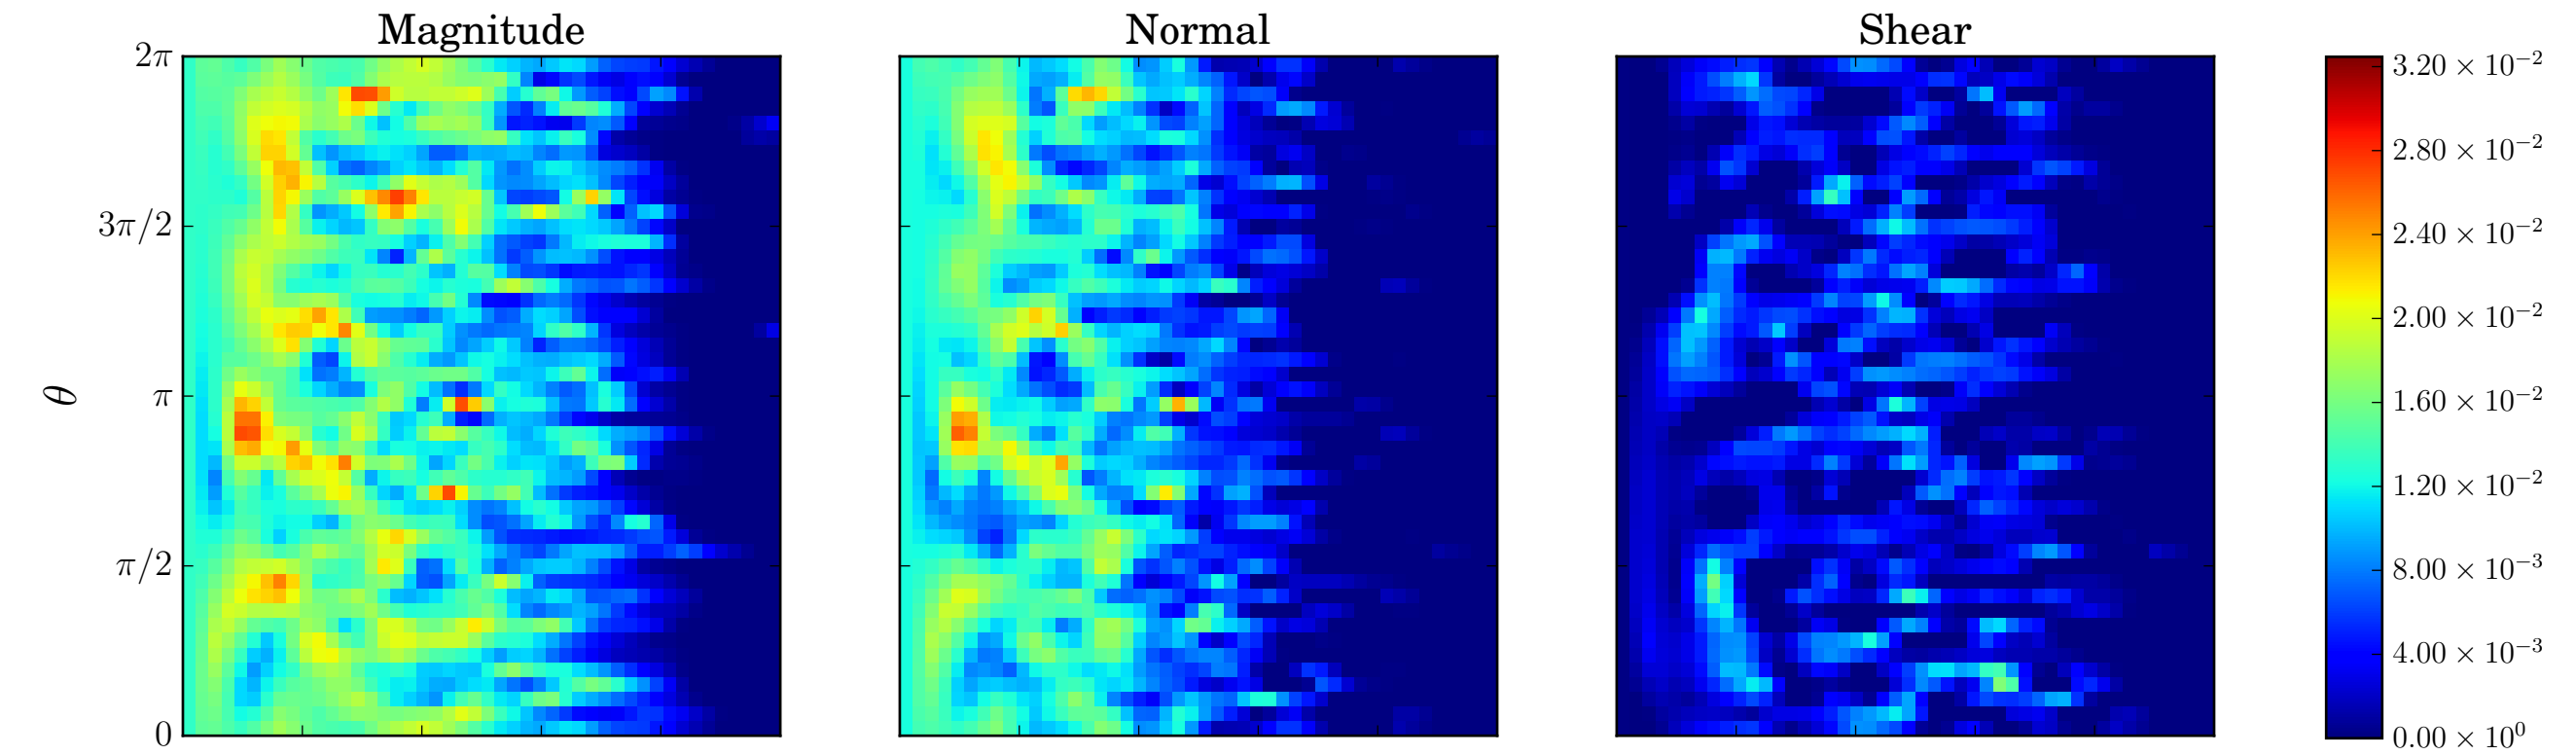 Magnitude
Normal
Shear
2π
3π/2
π
π/2
0
θ
3.20 × 10⁻²
2.80 × 10⁻²
2.40 × 10⁻²
2.00 × 10⁻²
1.60 × 10⁻²
1.20 × 10⁻²
8.00 × 10⁻³
4.00 × 10⁻³
0.00 × 10⁰